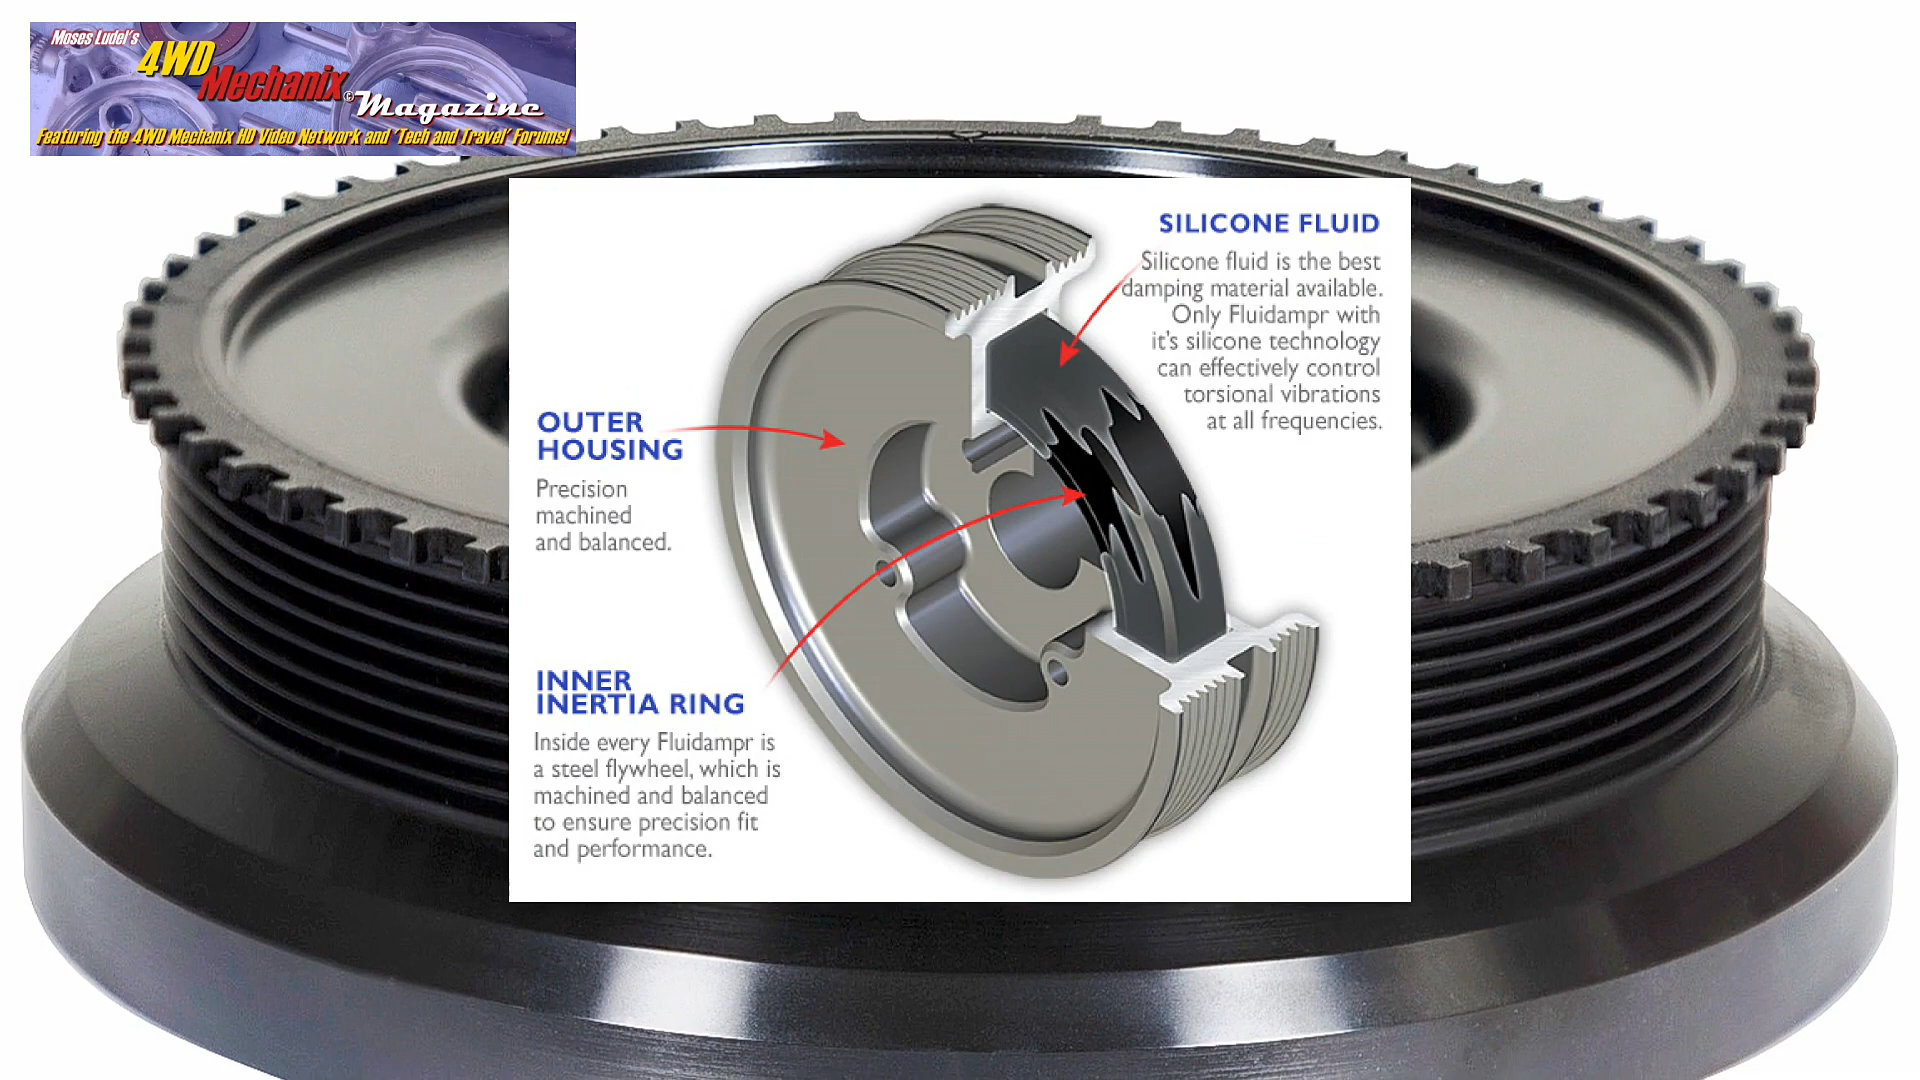 Moses Ludel's
4WD
Mechanix
Magazine
Featuring the 4WD Mechanix HD Video Network and 'Tech and Travel' Forums!
SILICONE FLUID
Silicone fluid is the best
damping material available.
Only Fluidampr with
it's silicone technology
can effectively control
torsional vibrations
at all frequencies.
OUTER
HOUSING
Precision
machined
and balanced.
INNER
INERTIA RING
Inside every Fluidampr is
a steel flywheel, which is
machined and balanced
to ensure precision fit
and performance.